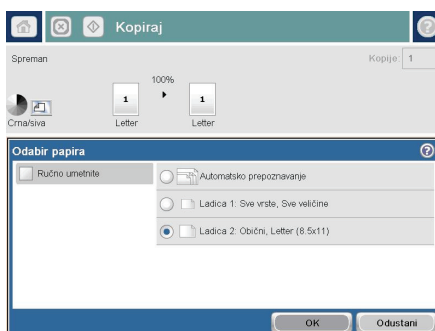 Kopiraj
Spreman
Kopije: 1
100%
1
1
Crna/siva
Letter
Letter
Odabir papira
Ručno umetnite
Automatsko prepoznavanje
Ladica 1: Sve vrste, Sve veličine
Ladica 2: Obični, Letter (8.5x11)
OK
Odustani